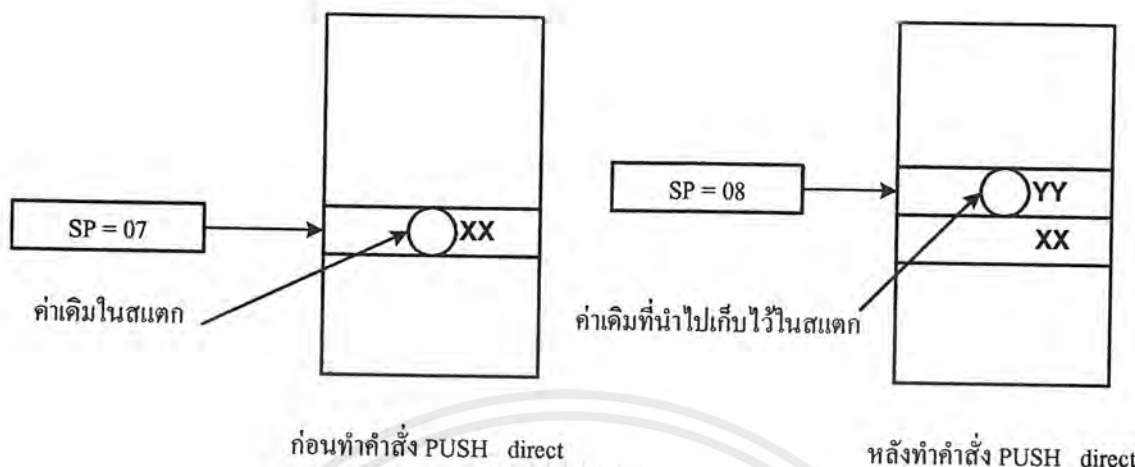 SP = 07
XX
ค่าเดิมในสแตก
ก่อนทำคำสั่ง PUSH direct
SP = 08
YY
XX
ค่าเดิมที่นำไปเก็บไว้ในสแตก
หลังทำคำสั่ง PUSH direct